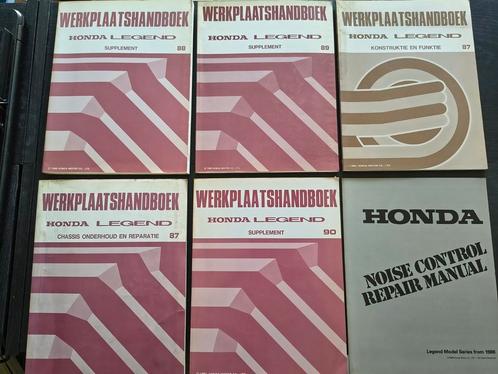 WERKPLAATSHANDBOEK
HONDA LEGEND
SUPPLEMENT 88
WERKPLAATSHANDBOEK
HONDA LEGEND
SUPPLEMENT 89
WERKPLAATSHANDBOEK
HONDA LEGEND
KONSTRUKTIE EN FUNKTIE 87
WERKPLAATSHANDBOEK
HONDA LEGEND
CHASSIS ONDERHOUD EN REPARATIE 87
WERKPLAATSHANDBOEK
HONDA LEGEND
SUPPLEMENT 90
HONDA
NOISE CONTROL
REPAIR MANUAL
Legend Model Series from 1986